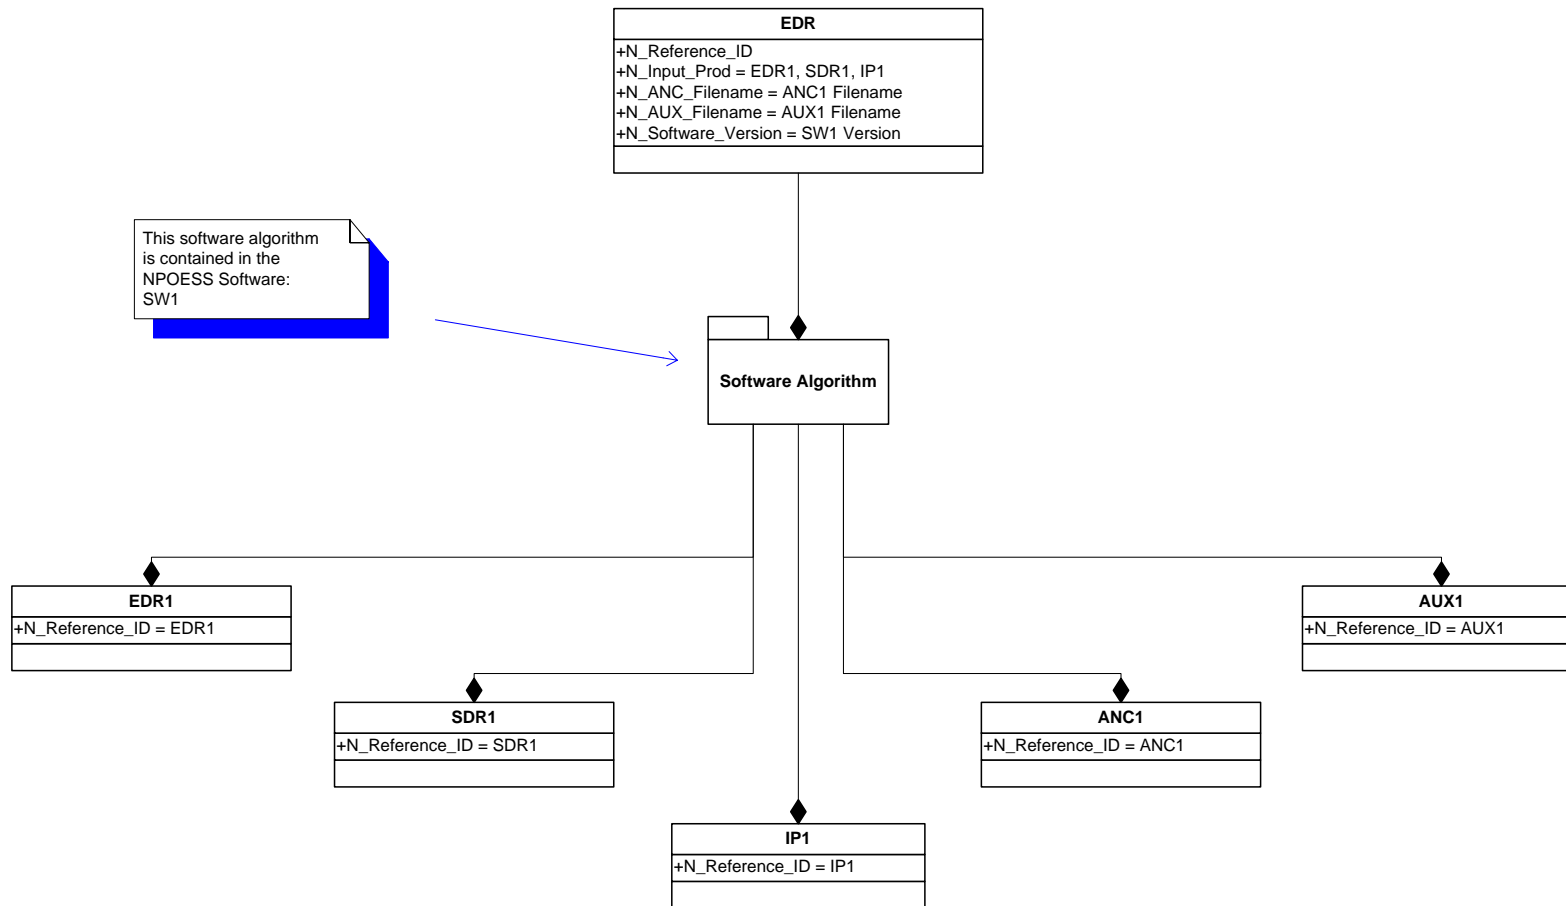 EDR
+N_Reference_ID
+N_Input_Prod = EDR1, SDR1, IP1
+N_ANC_Filename = ANC1 Filename
+N_AUX_Filename = AUX1 Filename
+N_Software_Version = SW1 Version
This software algorithm
is contained in the
NPOESS Software:
SW1
Software Algorithm
EDR1
+N_Reference_ID = EDR1
AUX1
+N_Reference_ID = AUX1
SDR1
+N_Reference_ID = SDR1
ANC1
+N_Reference_ID = ANC1
IP1
+N_Reference_ID = IP1